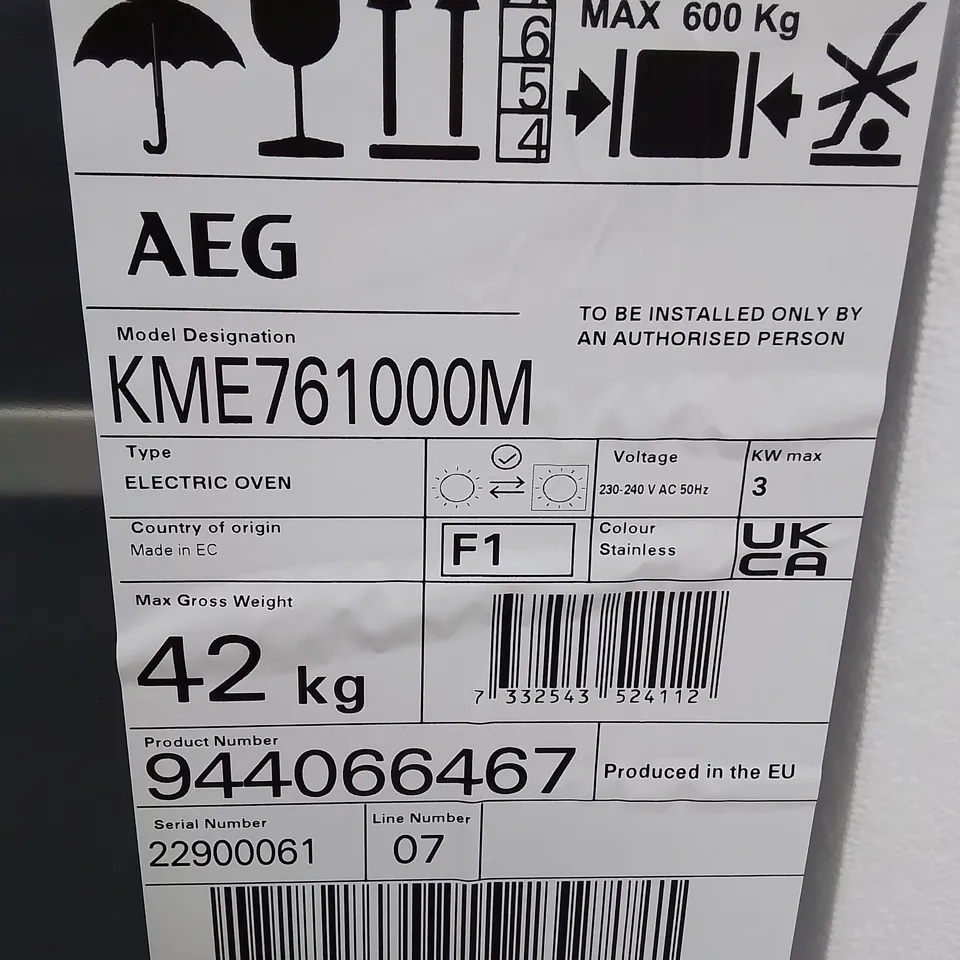 MAX 600 Kg
6
5
4
AEG
TO BE INSTALLED ONLY BY
AN AUTHORISED PERSON
Model Designation
KME761000M
Type
ELECTRIC OVEN
Voltage
230-240 V AC 50Hz
KW max
3
Country of origin
Made in EC
F1
Colour
Stainless
UK
CA
Max Gross Weight
42 kg
7 332543 524112
Product Number
944066467
Produced in the EU
Serial Number
22900061
Line Number
07